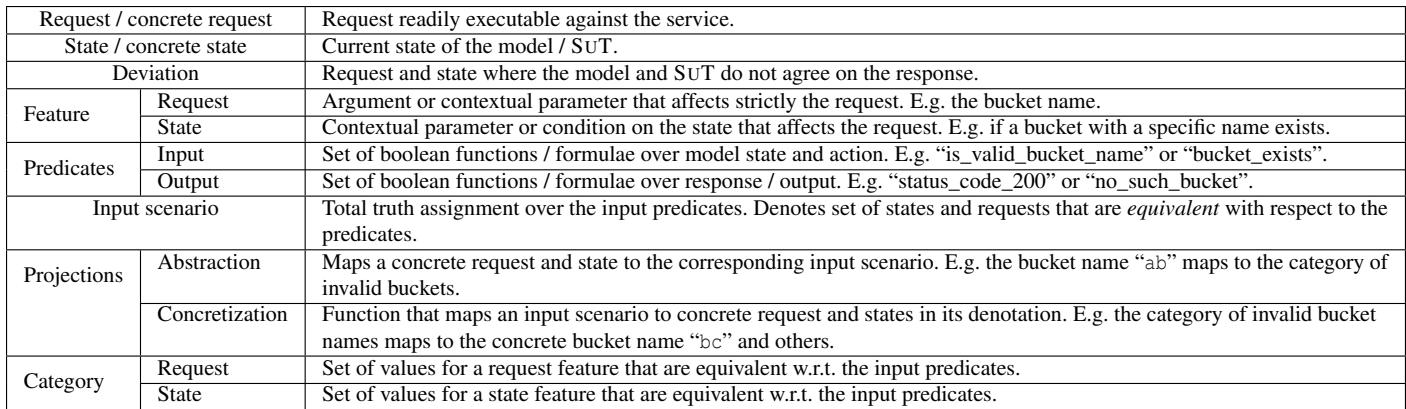 Request / concrete request Request readily executable against the service.
State / concrete state Current state of the model / SUT.
Deviation Request and state where the model and SUT do not agree on the response.
Feature Request Argument or contextual parameter that affects strictly the request. E.g. the bucket name.
State Contextual parameter or condition on the state that affects the request. E.g. if a bucket with a specific name exists.
Predicates Input Set of boolean functions / formulae over model state and action. E.g. “is_valid_bucket_name” or “bucket_exists”.
Output Set of boolean functions / formulae over response / output. E.g. “status_code_200” or “no_such_bucket”.
Input scenario Total truth assignment over the input predicates. Denotes set of states and requests that are equivalent with respect to the
predicates.
Projections Abstraction Maps a concrete request and state to the corresponding input scenario. E.g. the bucket name “ab” maps to the category of
invalid buckets.
Concretization Function that maps an input scenario to concrete request and states in its denotation. E.g. the category of invalid bucket
names maps to the concrete bucket name “bc” and others.
Category Request Set of values for a request feature that are equivalent w.r.t. the input predicates.
State Set of values for a state feature that are equivalent w.r.t. the input predicates.